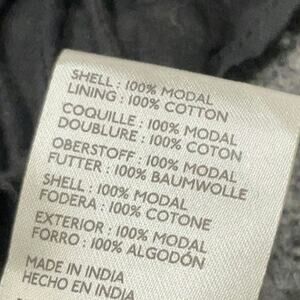 SHELL : 100% MODAL
LINING : 100% COTTON
COQUILLE : 100% MODAL
DOUBLURE : 100% COTON
OBERSTOFF : 100% MODAL
FUTTER : 100% BAUMWOLLE
SHELL : 100% MODAL
FODERA : 100% COTONE
EXTERIOR : 100% MODAL
FORRO : 100% ALGODÓN
MADE IN INDIA
HECHO EN INDIA